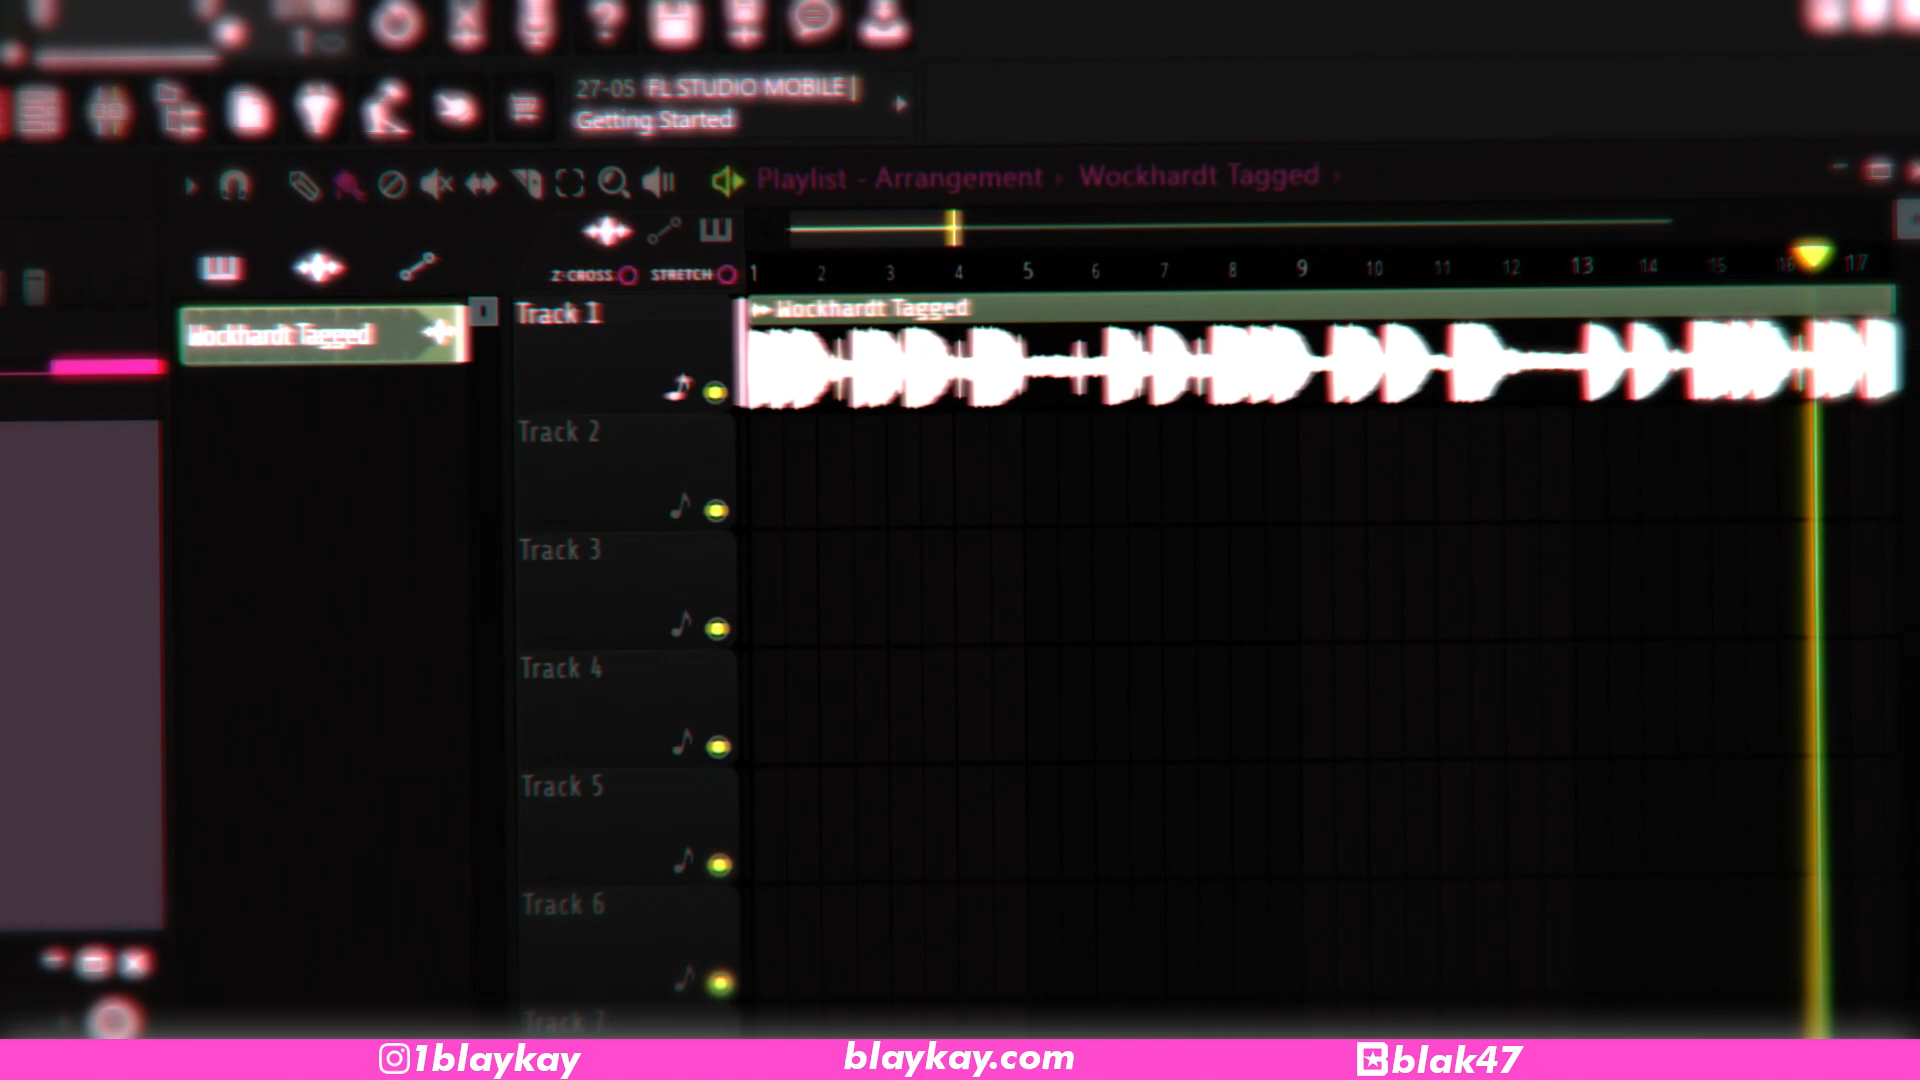 27-05 FL STUDIO MOBILE |
Getting Started
Playlist - Arrangement › Wockhardt Tagged ›
Z CROSS STRETCH 1 2 3 4 5 6 7 8 9 10 11 12 13 14 15 16 17
Wockhardt Tagged
Track 1
Wockhardt Tagged
Track 2
Track 3
Track 4
Track 5
Track 6
Track 7
1blaykay
blaykay.com
blak47